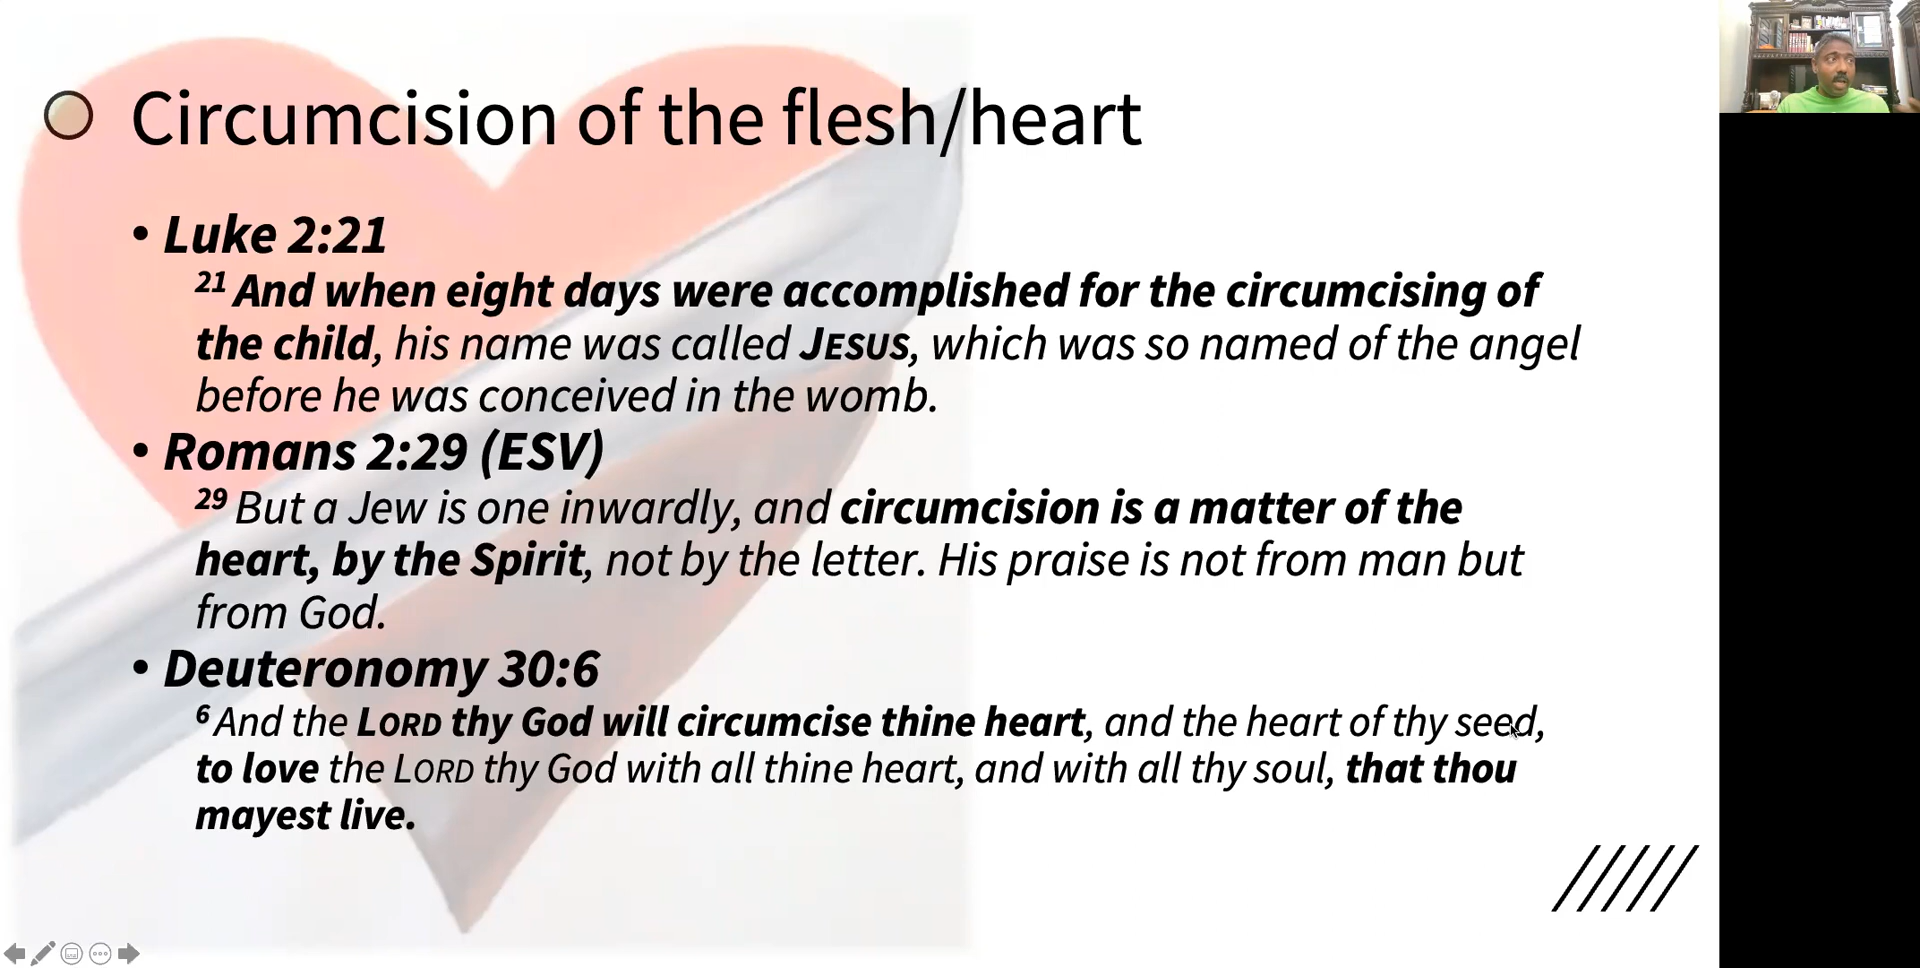 Circumcision of the flesh/heart
• Luke 2:21
21 And when eight days were accomplished for the circumcising of
the child, his name was called JESUS, which was so named of the angel
before he was conceived in the womb.
• Romans 2:29 (ESV)
29 But a Jew is one inwardly, and circumcision is a matter of the
heart, by the Spirit, not by the letter. His praise is not from man but
from God.
• Deuteronomy 30:6
6 And the LORD thy God will circumcise thine heart, and the heart of thy seed,
to love the LORD thy God with all thine heart, and with all thy soul, that thou
mayest live.